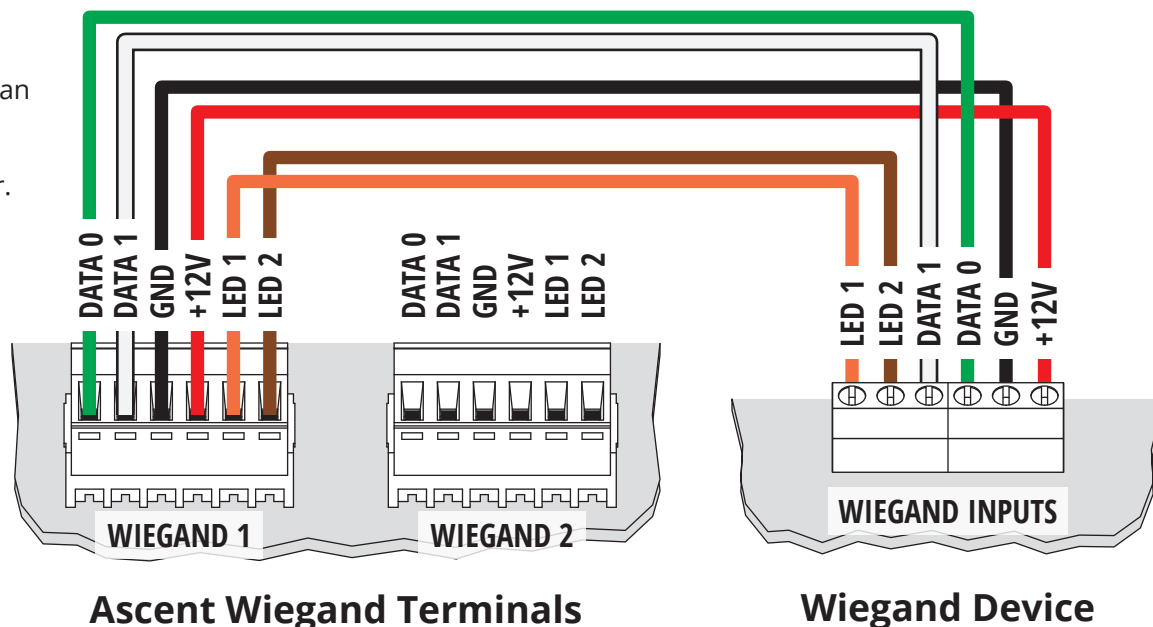 an
r.
DATA 0
DATA 1
GND
+12V
LED 1
LED 2
DATA 0
DATA 1
GND
+12V
LED 1
LED 2
LED 1
LED 2
DATA 1
DATA 0
GND
+12V
WIEGAND 1
WIEGAND 2
WIEGAND INPUTS
Ascent Wiegand Terminals
Wiegand Device